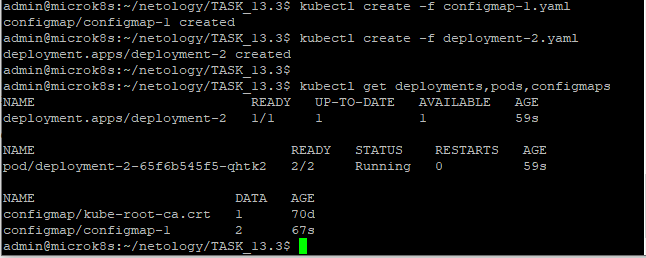 admin@microk8s:~/netology/TASK_13.3$ kubectl create -f configmap-1.yaml
configmap/configmap-1 created
admin@microk8s:~/netology/TASK_13.3$ kubectl create -f deployment-2.yaml
deployment.apps/deployment-2 created
admin@microk8s:~/netology/TASK_13.3$
admin@microk8s:~/netology/TASK_13.3$ kubectl get deployments,pods,configmaps
NAME READY UP-TO-DATE AVAILABLE AGE
deployment.apps/deployment-2 1/1 1 1 59s
NAME READY STATUS RESTARTS AGE
pod/deployment-2-65f6b545f5-qhtk2 2/2 Running 0 59s
NAME DATA AGE
configmap/kube-root-ca.crt 1 70d
configmap/configmap-1 2 67s
admin@microk8s:~/netology/TASK_13.3$